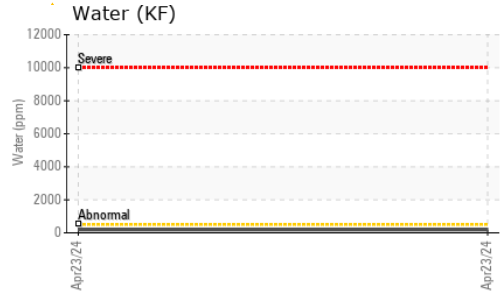 Water (KF)
12000
10000
8000
6000
4000
2000
0
Water (ppm)
Severe
Abnormal
Apr23/24
Apr23/24